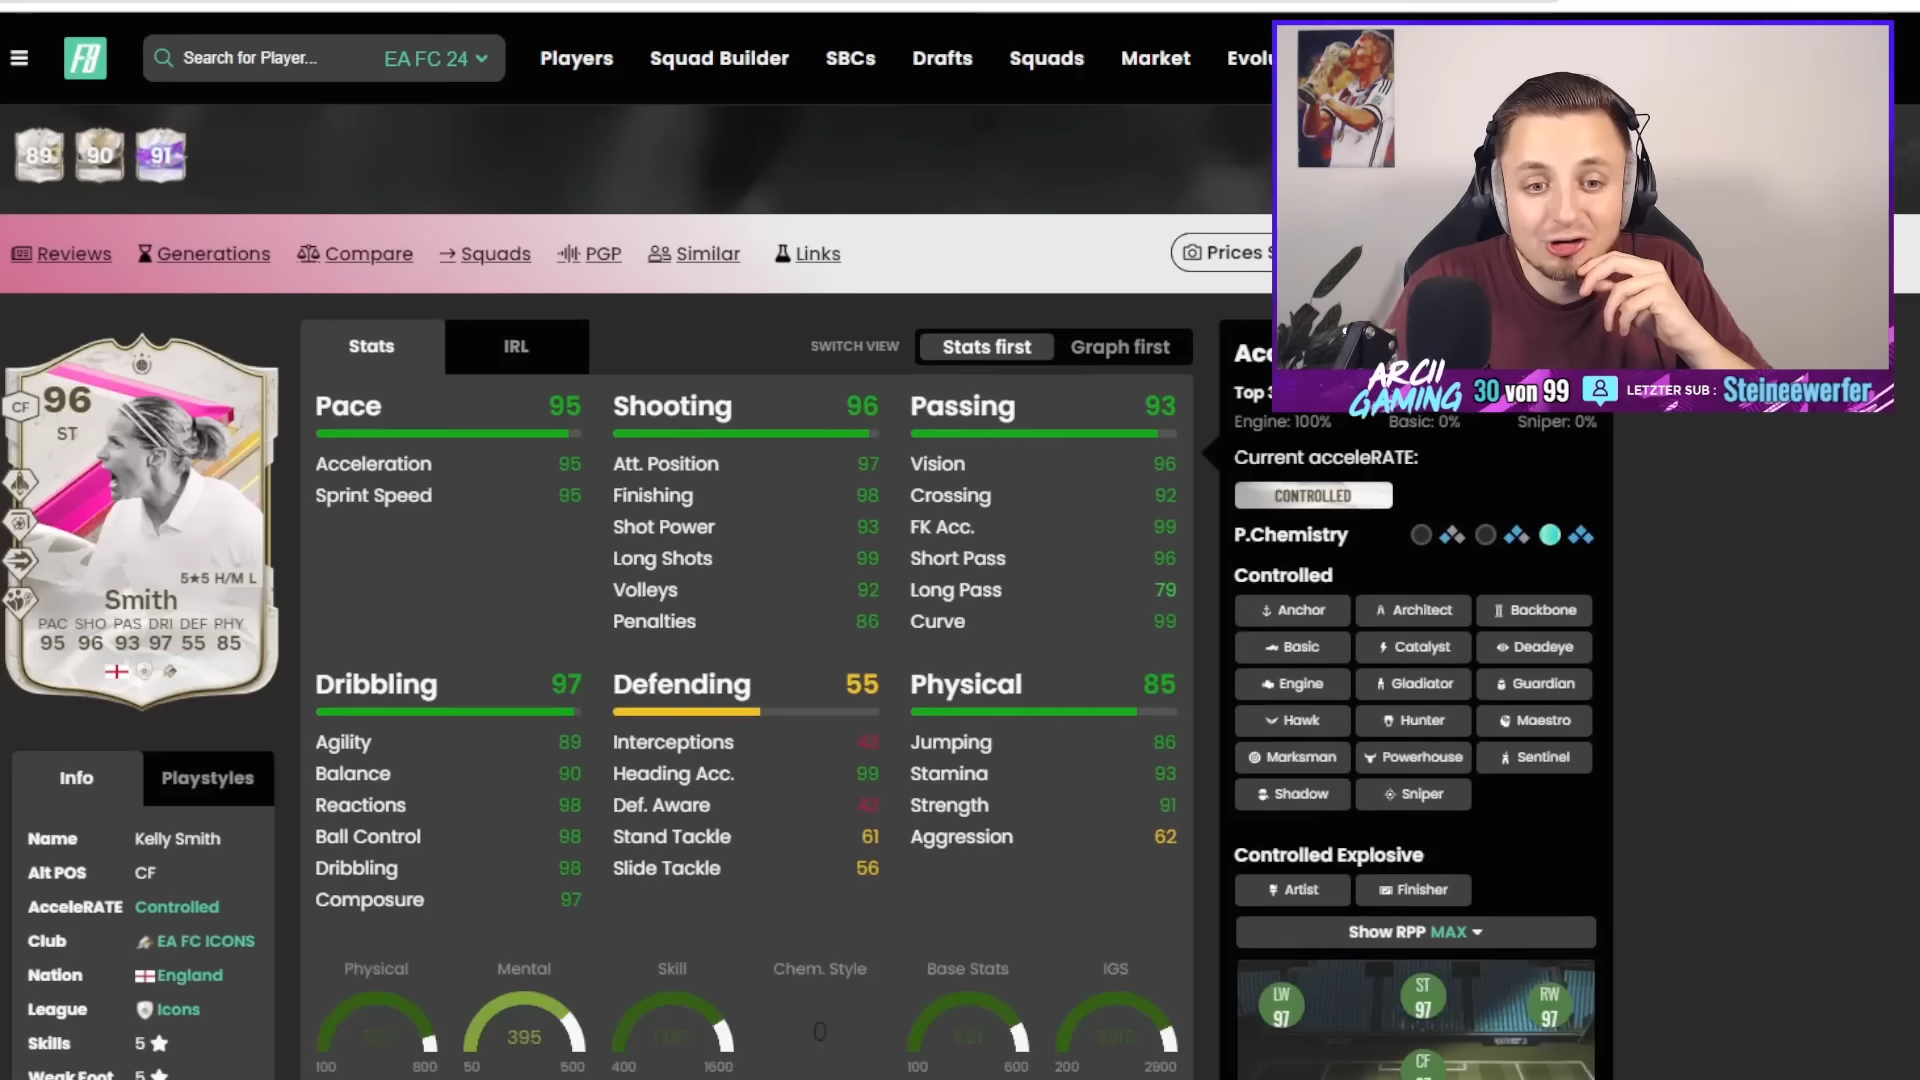 FB
Search for Player... EA FC 24
Players Squad Builder SBCs Drafts Squads Market
89 90 91
Reviews Generations Compare Squads PGP Similar Links
Prices
96
CF
ST
5★5 H/M L
Smith
PAC SHO PAS DRI DEF PHY
95 96 93 97 55 85
Info Playstyles
Name Kelly Smith
Alt POS CF
AcceleRATE Controlled
Club EA FC ICONS
Nation England
League Icons
Skills 5
Weak Foot 5
Stats IRL SWITCH VIEW Stats first Graph first
Pace 95
Acceleration 95
Sprint Speed 95
Shooting 96
Att. Position 97
Finishing 98
Shot Power 93
Long Shots 99
Volleys 92
Penalties 86
Passing 93
Vision 96
Crossing 92
FK Acc. 99
Short Pass 96
Long Pass 79
Curve 99
Dribbling 97
Agility 89
Balance 90
Reactions 98
Ball Control 98
Dribbling 98
Composure 97
Defending 55
Interceptions
Heading Acc. 99
Def. Aware
Stand Tackle 61
Slide Tackle 56
Physical 85
Jumping 86
Stamina 93
Strength 91
Aggression 62
Physical Mental Skill Chem. Style Base Stats IGS
395 0
100 800 50 500 400 1600 100 600 200 2900
Top
Engine: 100% Basic: 0% Sniper: 0%
Current acceleRATE:
CONTROLLED
P.Chemistry
Controlled
Anchor Architect Backbone
Basic Catalyst Deadeye
Engine Gladiator Guardian
Hawk Hunter Maestro
Marksman Powerhouse Sentinel
Shadow Sniper
Controlled Explosive
Artist Finisher
Show RPP MAX
LW 97
ST 97
RW 97
CF
ARCII
GAMING
30 von 99
LETZTER SUB : Steineewerfer